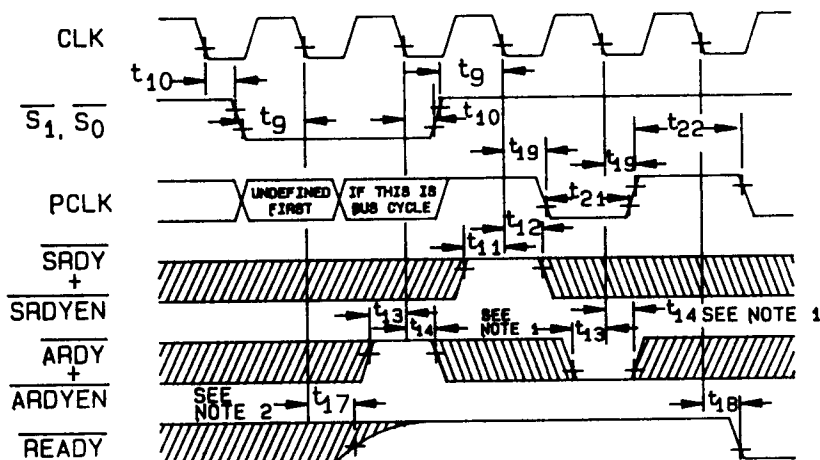 CLK
t10
t9
S1, S0
t9
t10
t19
t19
t22
PCLK
UNDEFINED FIRST
IF THIS IS BUS CYCLE
t21
t12
t11
SRDY
+
SRDYEN
t13
t14
SEE NOTE 1
t13
t14 SEE NOTE 1
ARDY
+
ARDYEN
SEE NOTE 2
t17
t18
READY